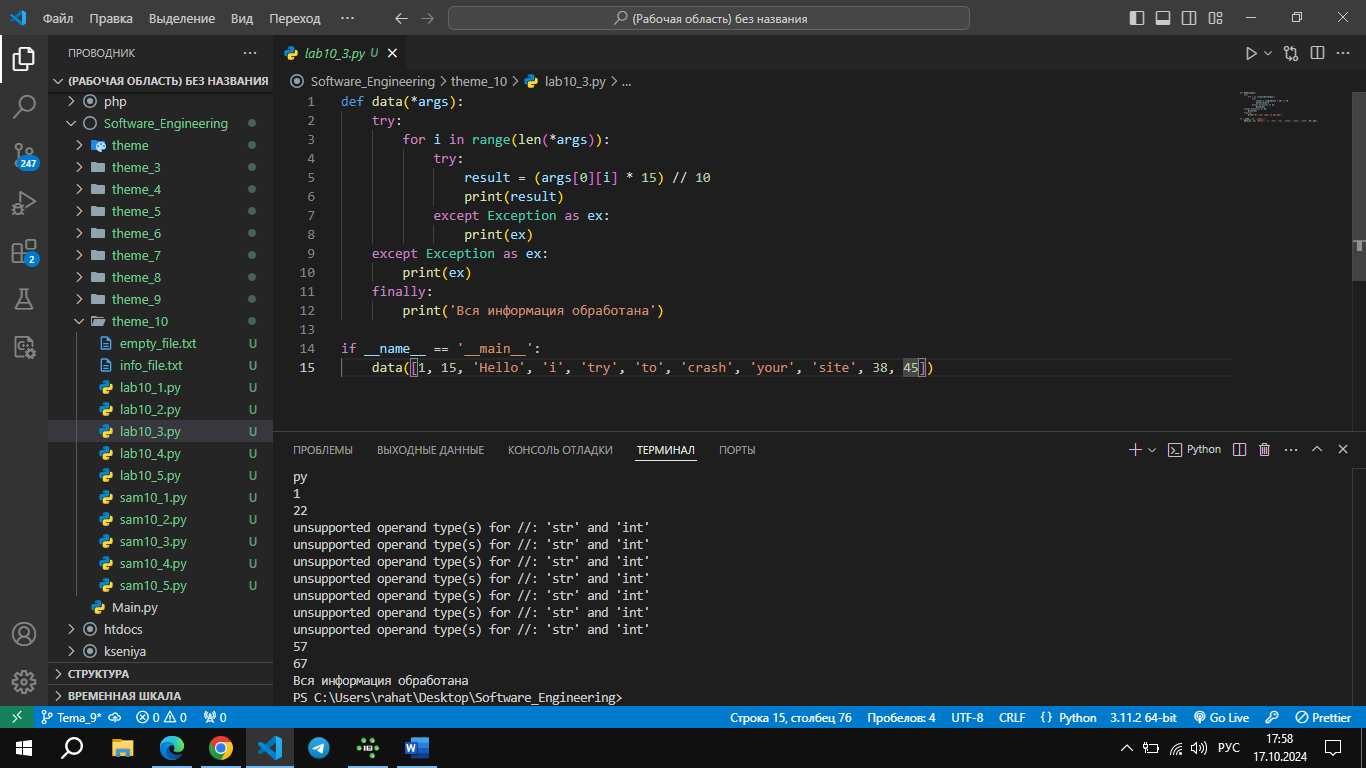 Файл Правка Выделение Вид Переход ··· (Рабочая область) без названия
ПРОВОДНИК ···
(РАБОЧАЯ ОБЛАСТЬ) БЕЗ НАЗВАНИЯ
php
Software_Engineering
theme
theme_3
theme_4
theme_5
theme_6
theme_7
theme_8
theme_9
theme_10
empty_file.txt U
info_file.txt U
lab10_1.py U
lab10_2.py U
lab10_3.py U
lab10_4.py U
lab10_5.py U
sam10_1.py U
sam10_2.py U
sam10_3.py U
sam10_4.py U
sam10_5.py U
Main.py
htdocs
kseniya
СТРУКТУРА
ВРЕМЕННАЯ ШКАЛА
247
2
lab10_3.py U
Software_Engineering > theme_10 > lab10_3.py > ...
1 def data(*args):
2 try:
3 for i in range(len(*args)):
4 try:
5 result = (args[0][i] * 15) // 10
6 print(result)
7 except Exception as ex:
8 print(ex)
9 except Exception as ex:
10 print(ex)
11 finally:
12 print('Вся информация обработана')
13
14 if __name__ == '__main__':
15 data([1, 15, 'Hello', 'i', 'try', 'to', 'crash', 'your', 'site', 38, 45])
ПРОБЛЕМЫ ВЫХОДНЫЕ ДАННЫЕ КОНСОЛЬ ОТЛАДКИ ТЕРМИНАЛ ПОРТЫ Python ···
py
1
22
unsupported operand type(s) for //: 'str' and 'int'
unsupported operand type(s) for //: 'str' and 'int'
unsupported operand type(s) for //: 'str' and 'int'
unsupported operand type(s) for //: 'str' and 'int'
unsupported operand type(s) for //: 'str' and 'int'
unsupported operand type(s) for //: 'str' and 'int'
unsupported operand type(s) for //: 'str' and 'int'
57
67
Вся информация обработана
PS C:\Users\rahat\Desktop\Software_Engineering>
Tema_9* 0 0 0 Строка 15, столбец 76 Пробелов: 4 UTF-8 CRLF {} Python 3.11.2 64-bit Go Live Prettier
РУС 17:58
17.10.2024